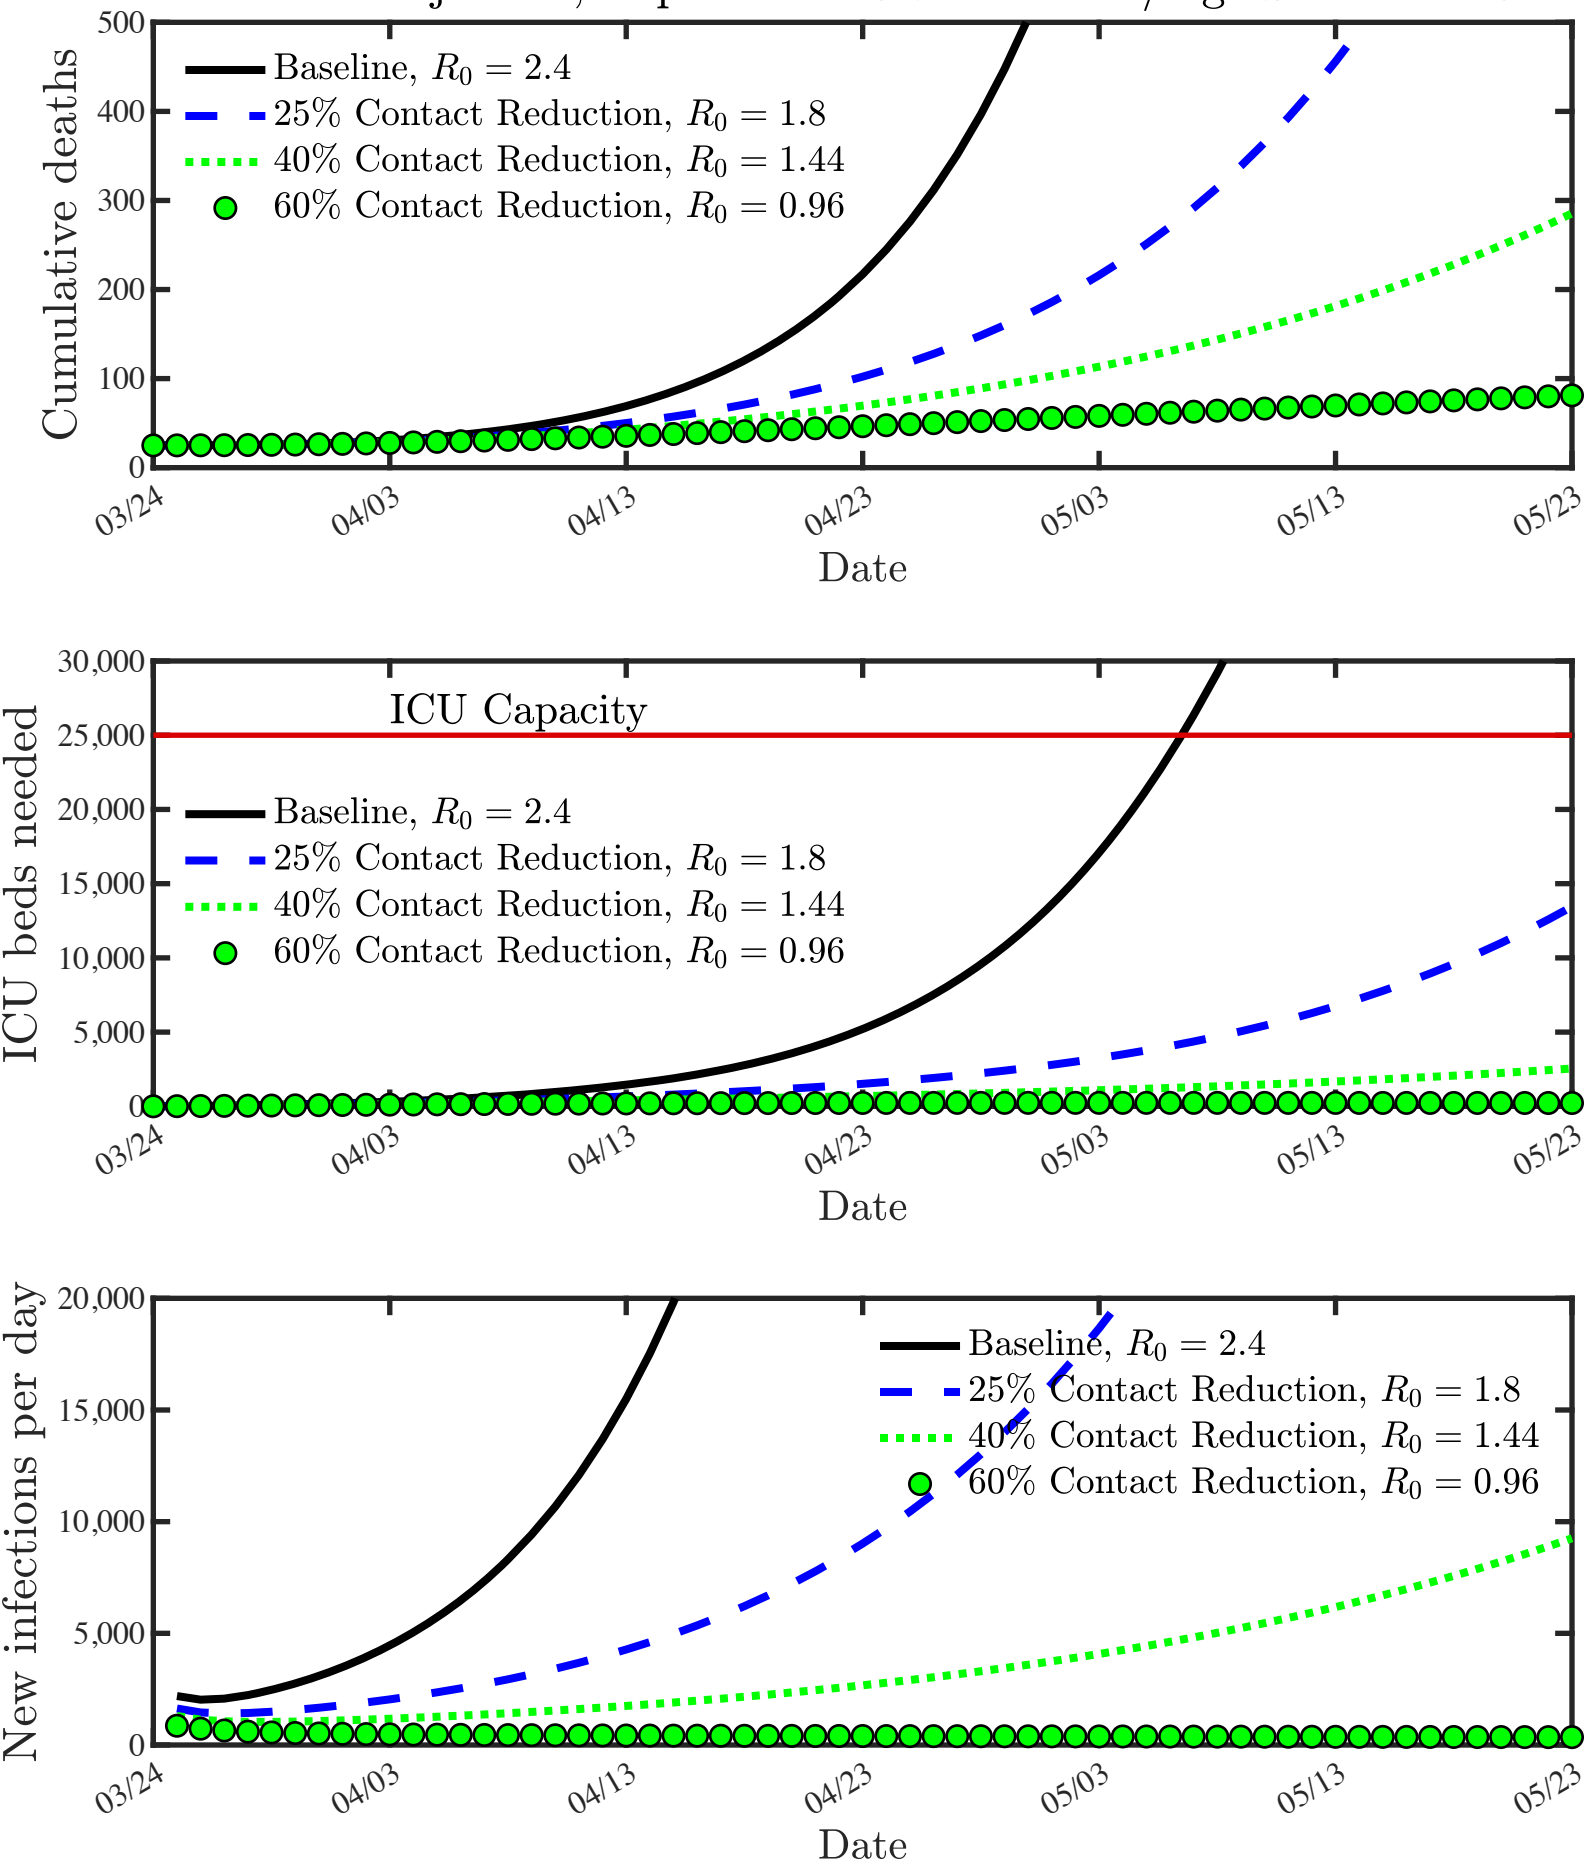 500
400
300
200
100
0
Cumulative deaths
Baseline, R0 = 2.4
25% Contact Reduction, R0 = 1.8
40% Contact Reduction, R0 = 1.44
60% Contact Reduction, R0 = 0.96
03/24 04/03 04/13 04/23 05/03 05/13 05/23
Date
30,000
25,000
20,000
15,000
10,000
5,000
0
ICU beds needed
ICU Capacity
Baseline, R0 = 2.4
25% Contact Reduction, R0 = 1.8
40% Contact Reduction, R0 = 1.44
60% Contact Reduction, R0 = 0.96
03/24 04/03 04/13 04/23 05/03 05/13 05/23
Date
20,000
15,000
10,000
5,000
0
New infections per day
Baseline, R0 = 2.4
25% Contact Reduction, R0 = 1.8
40% Contact Reduction, R0 = 1.44
60% Contact Reduction, R0 = 0.96
03/24 04/03 04/13 04/23 05/03 05/13 05/23
Date